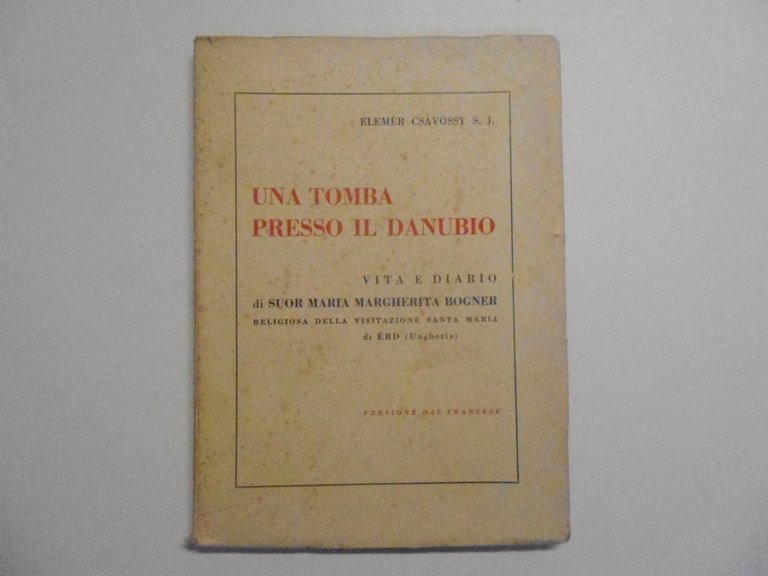 ELEMÉR CSÁVOSSY S. J.
UNA TOMBA
PRESSO IL DANUBIO
VITA E DIARIO
di SUOR MARIA MARGHERITA BOGNER
RELIGIOSA DELLA VISITAZIONE SANTA MARIA
di ÉRD (Ungheria)
VERSIONE DAL FRANCESE